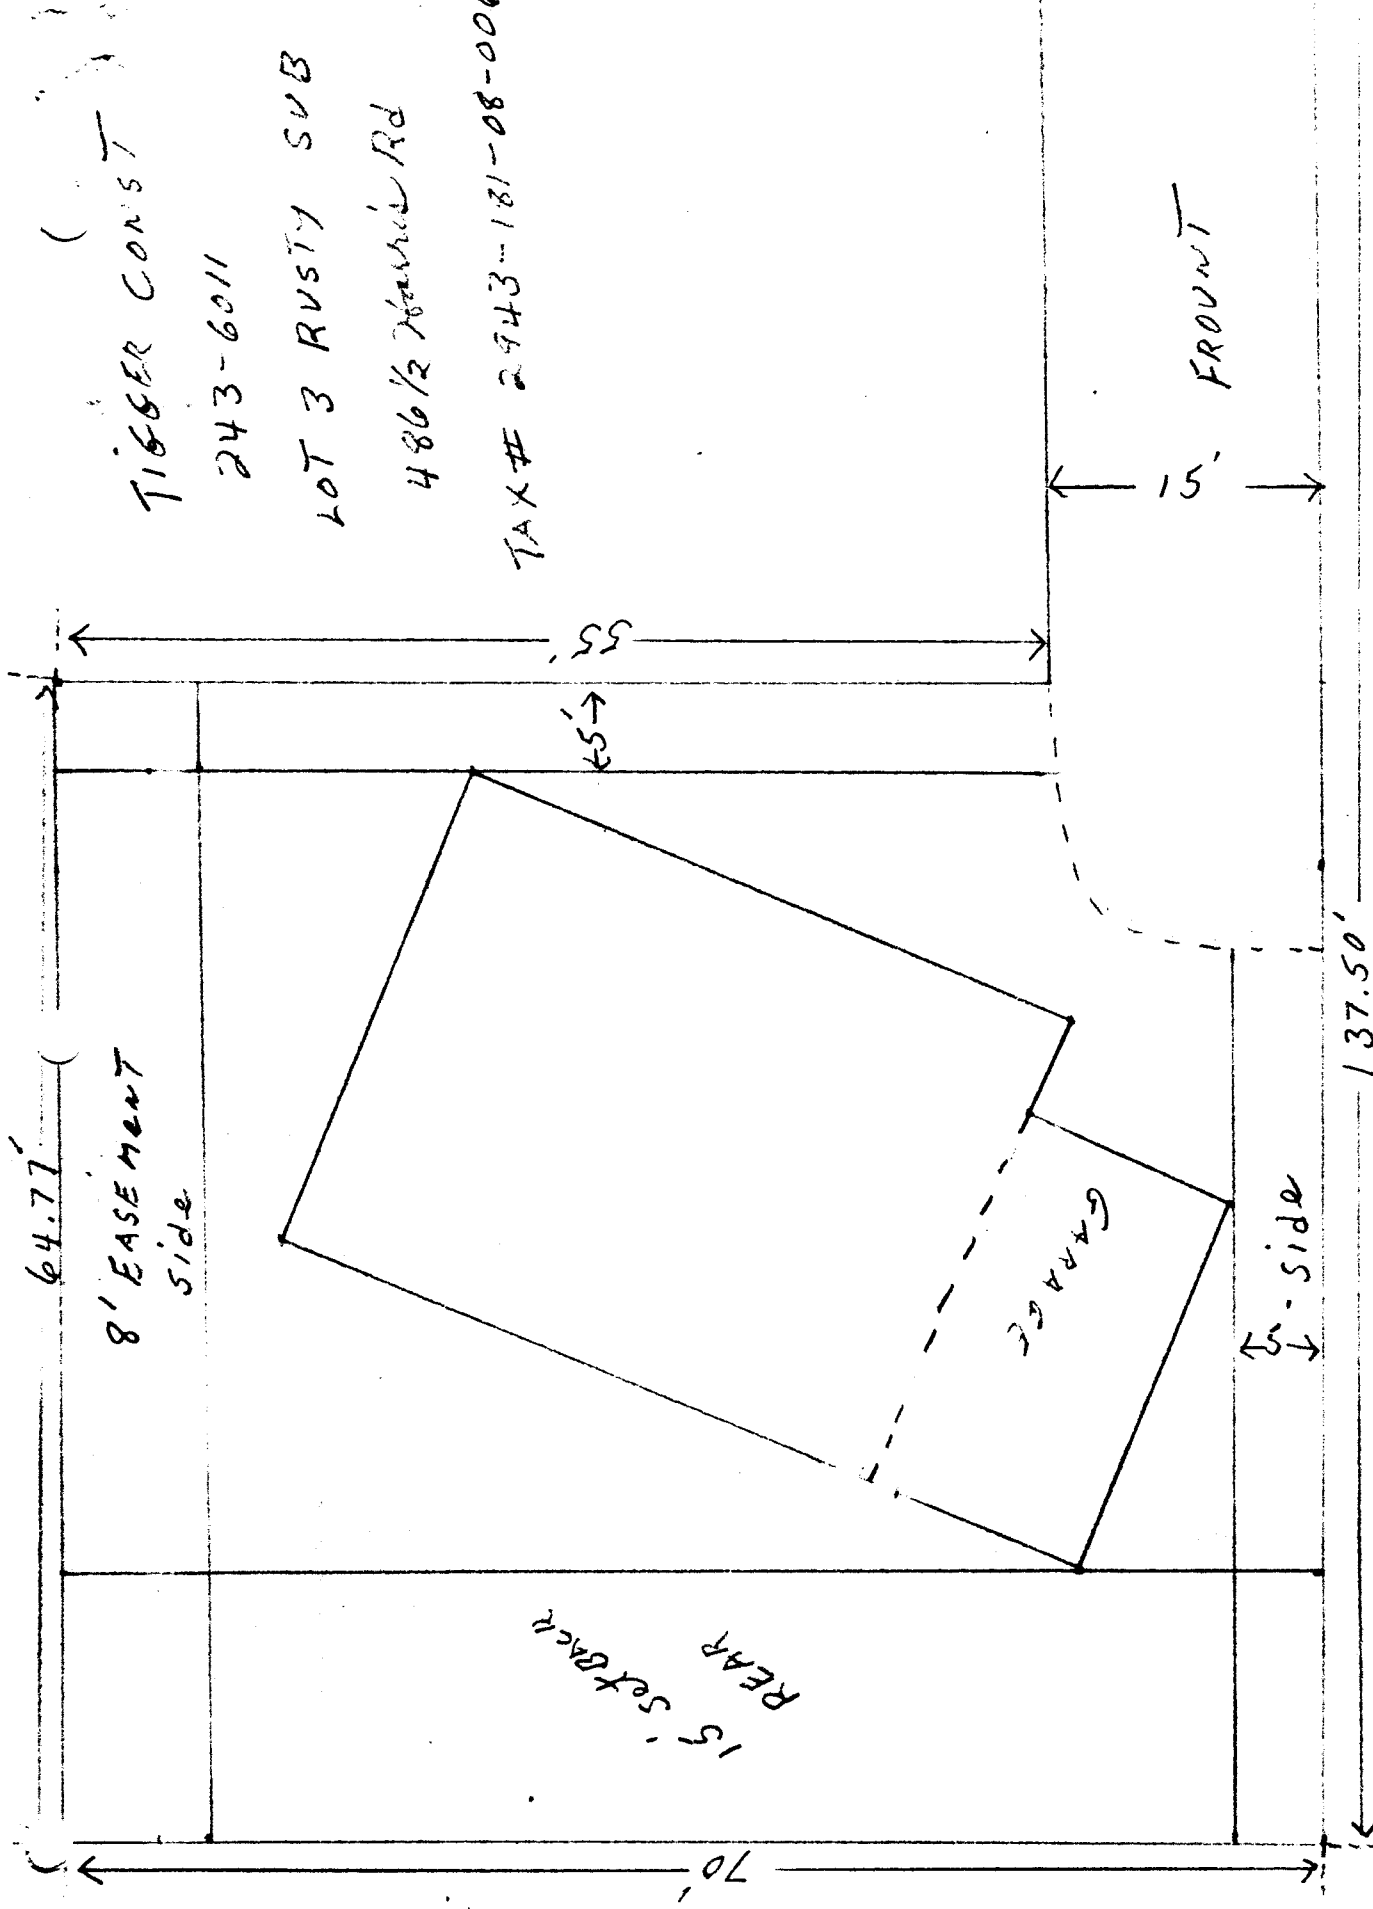 TIGGER CONST
243-6011
LOT 3 RUSTY SUB
486 1/2 Harris Rd
TAX # 2943-181-08-006
64.77'
8' EASEMENT
side
55'
5'
15'
FROUNT
GARAGE
5' - Side
137.50'
15' SetBACK
REAR
70'